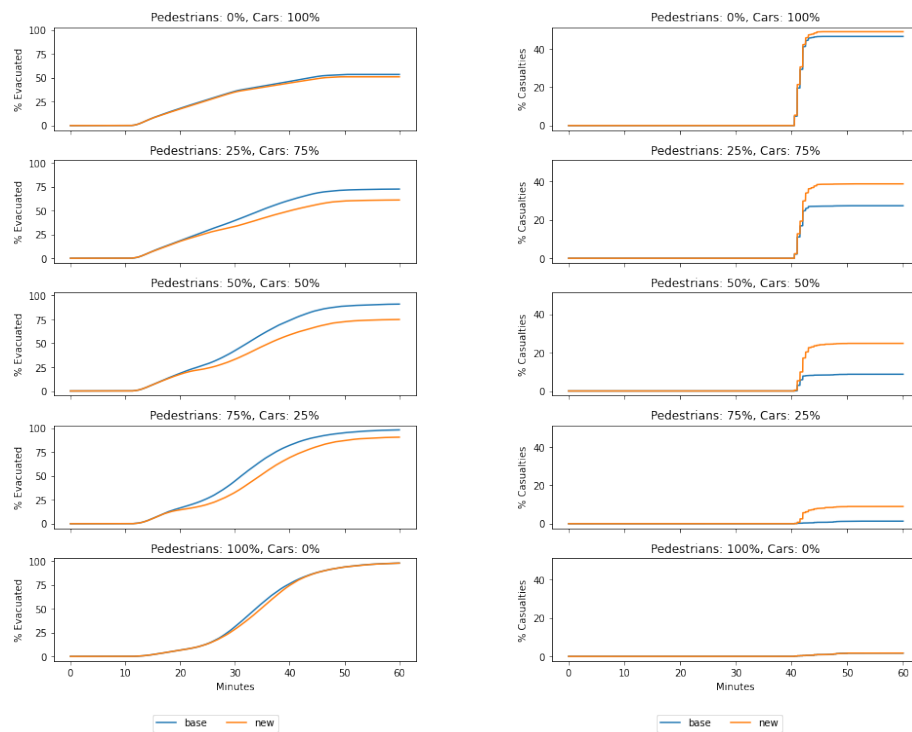 Pedestrians: 0%, Cars: 100%
% Evacuated
100
75
50
25
0
Pedestrians: 25%, Cars: 75%
% Evacuated
100
75
50
25
0
Pedestrians: 50%, Cars: 50%
% Evacuated
100
75
50
25
0
Pedestrians: 75%, Cars: 25%
% Evacuated
100
75
50
25
0
Pedestrians: 100%, Cars: 0%
% Evacuated
100
75
50
25
0
0 10 20 30 40 50 60
Minutes
base new
Pedestrians: 0%, Cars: 100%
% Casualties
40
20
0
Pedestrians: 25%, Cars: 75%
% Casualties
40
20
0
Pedestrians: 50%, Cars: 50%
% Casualties
40
20
0
Pedestrians: 75%, Cars: 25%
% Casualties
40
20
0
Pedestrians: 100%, Cars: 0%
% Casualties
40
20
0
0 10 20 30 40 50 60
Minutes
base new